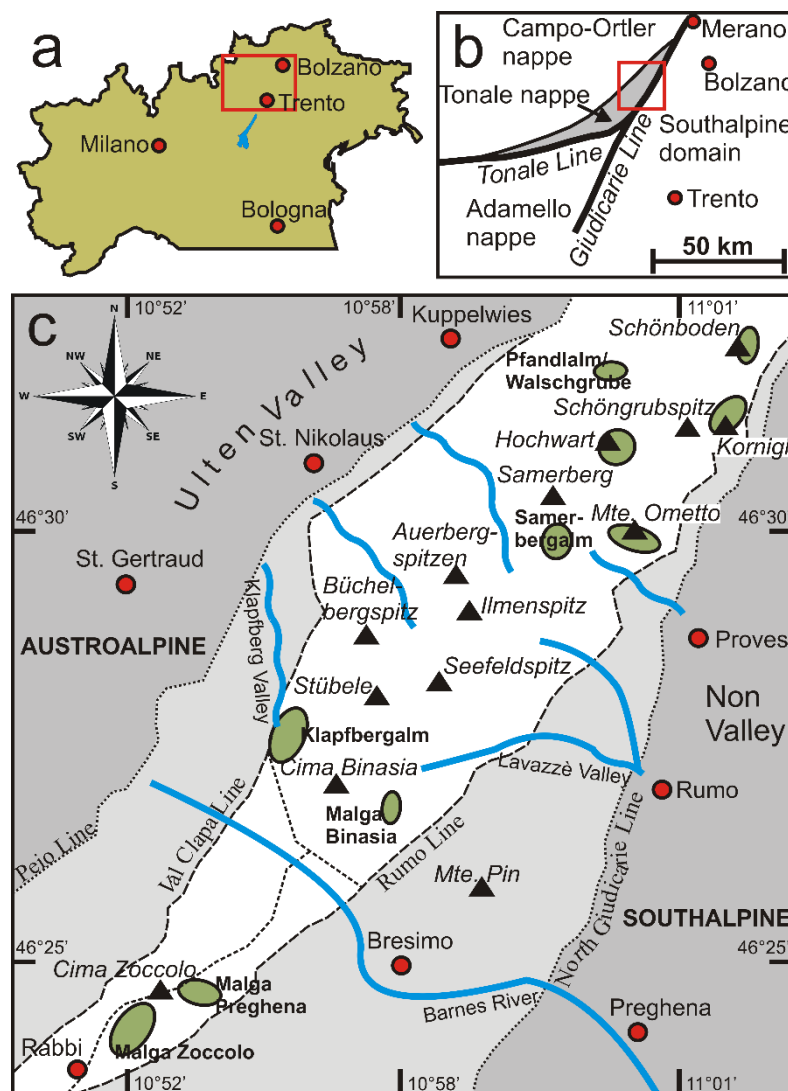 a
Bolzano
Trento
Milano
Bologna
b
Campo-Ortler
nappe
Merano
Bolzano
Tonale nappe
Southalpine
domain
Tonale Line
Giudicarie Line
Adamello
nappe
Trento
50 km
c
10°52'
10°58'
11°01'
N
NE
E
SE
S
SW
W
NW
Kuppelwies
Schönboden
Pfandlalm/
Walschgrube
Ulten Valley
Schöngrubspitz
St. Nikolaus
Hochwart
Kornigl
Samerberg
46°30'
Samer-
bergalm
Mte. Ometto
46°30'
Auerberg-
spitzen
St. Gertraud
Büchel-
bergspitz
Ilmenspitz
Klapfberg Valley
AUSTROALPINE
Proves
Seefeldspitz
Stübele
Non
Valley
Klapfbergalm
Cima Binasia
Lavazzè Valley
Rumo
Malga
Binasia
Peio Line
Val Clapa Line
Rumo Line
North Giudicarie Line
Mte. Pin
SOUTHALPINE
46°25'
Bresimo
46°25'
Cima Zoccolo
Malga
Preghena
Barnes River
Preghena
Malga Zoccolo
Rabbi
10°52'
10°58'
11°01'